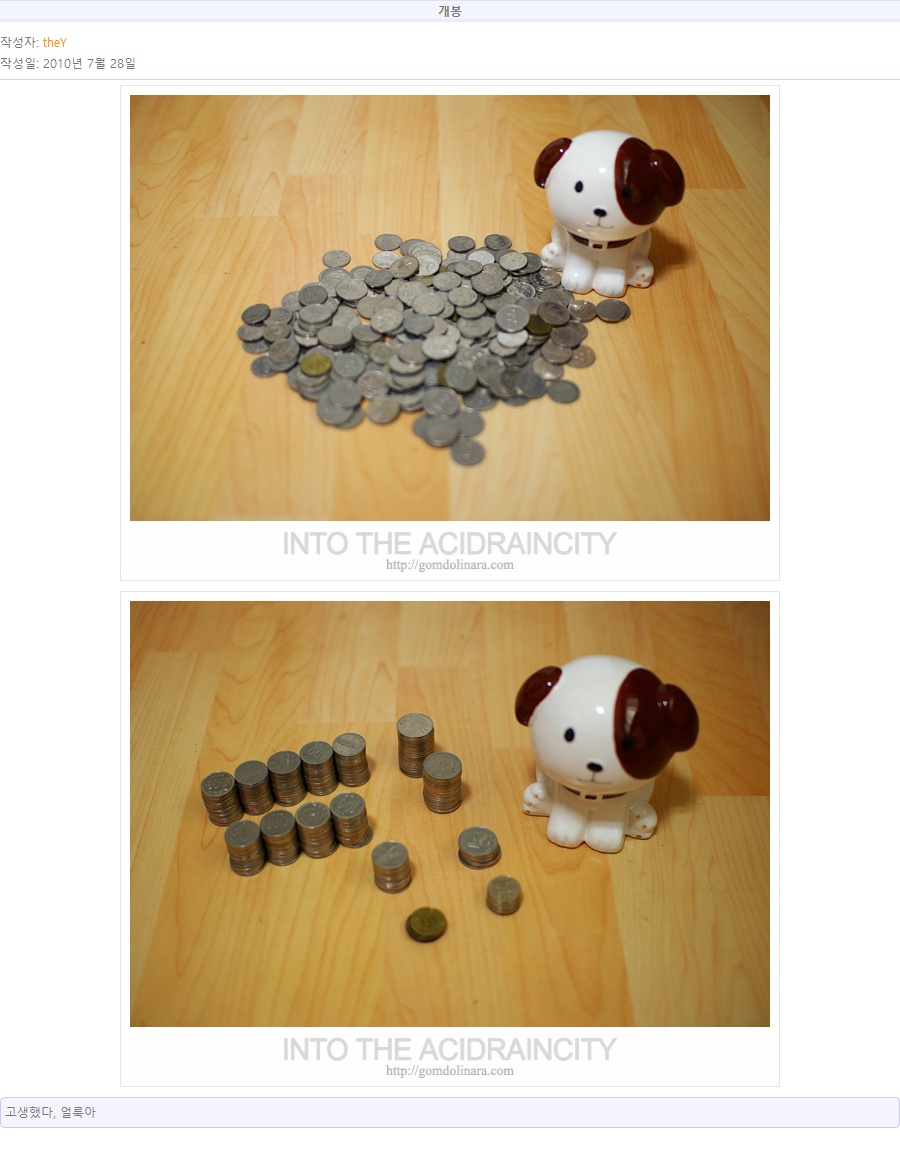 개봉
작성자: theY
작성일: 2010년 7월 28일
INTO THE ACIDRAINCITY
http://gomdolinara.com
INTO THE ACIDRAINCITY
http://gomdolinara.com
고생했다, 얼룩아